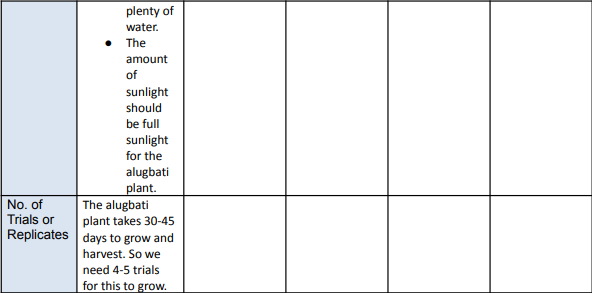 plenty of
water.
● The
amount
of
sunlight
should
be full
sunlight
for the
alugbati
plant.
No. of
Trials or
Replicates
The alugbati
plant takes 30-45
days to grow and
harvest. So we
need 4-5 trials
for this to grow.